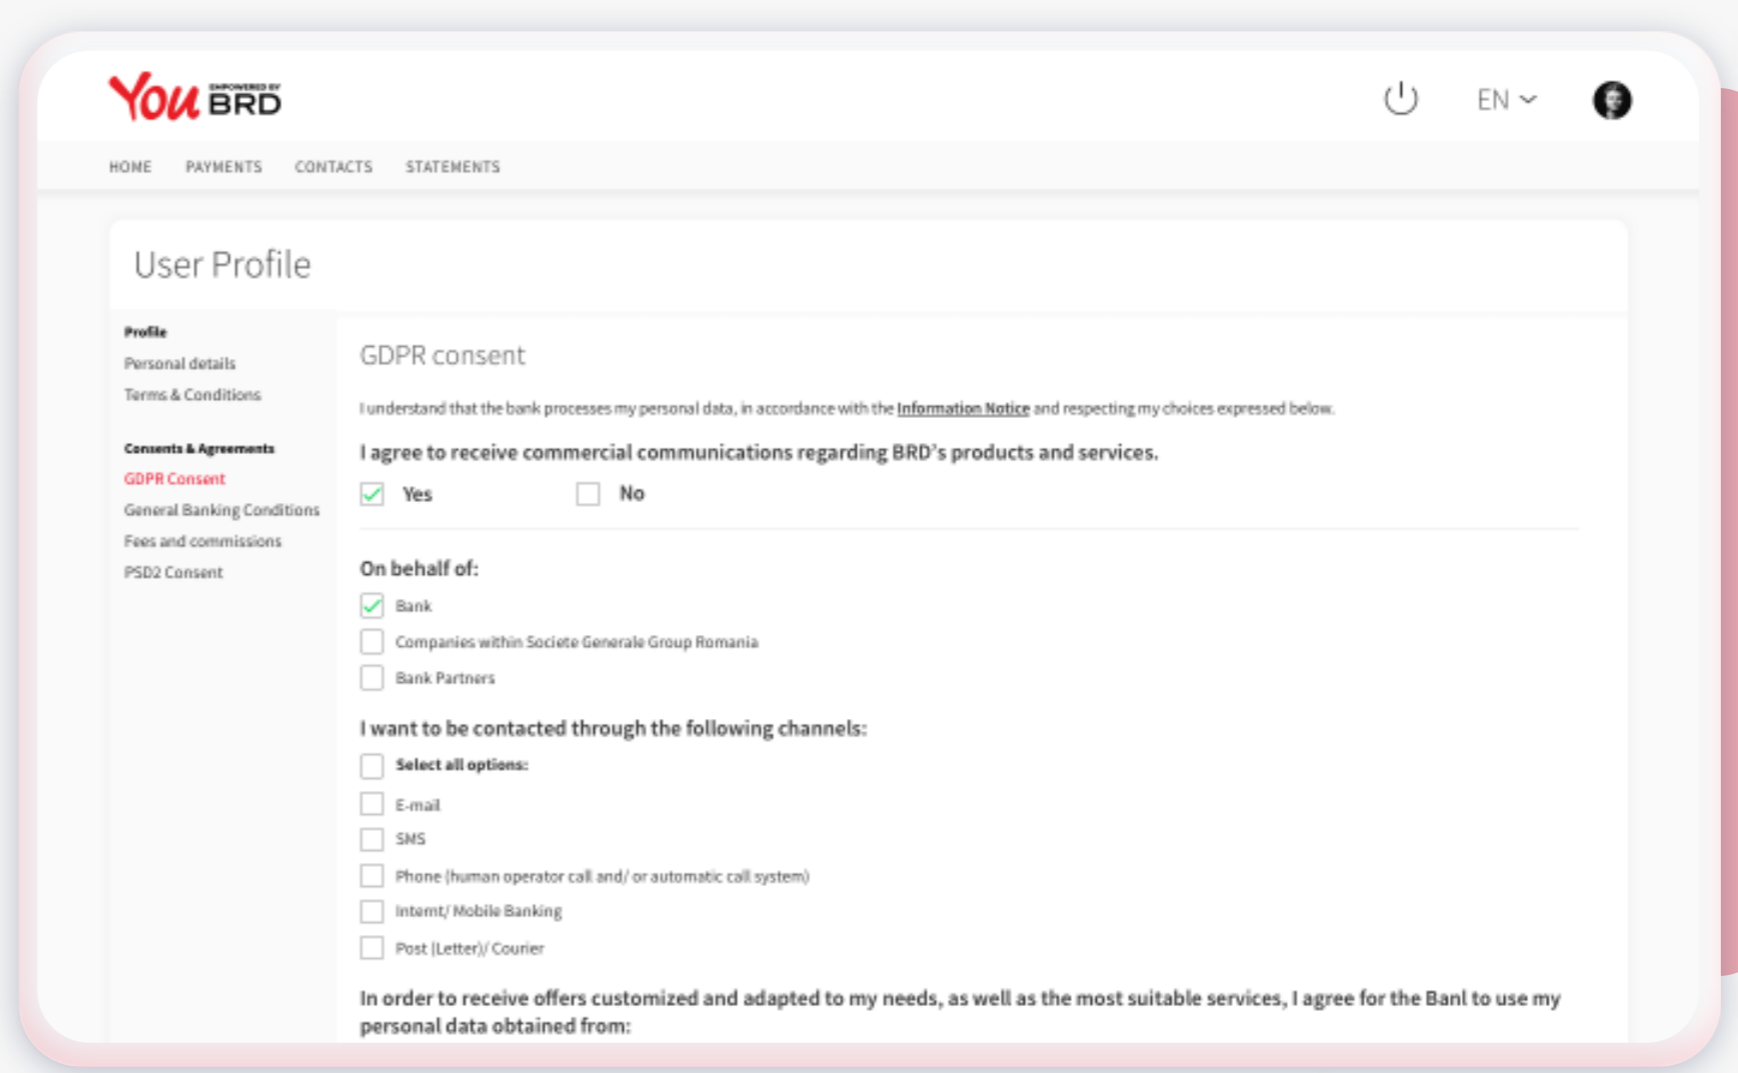 You EMPOWERED BY BRD
EN
HOME PAYMENTS CONTACTS STATEMENTS
User Profile
Profile
Personal details
Terms & Conditions
Consents & Agreements
GDPR Consent
General Banking Conditions
Fees and commissions
PSD2 Consent
GDPR consent
I understand that the bank processes my personal data, in accordance with the Information Notice and respecting my choices expressed below.
I agree to receive commercial communications regarding BRD's products and services.
Yes No
On behalf of:
Bank
Companies within Societe Generale Group Romania
Bank Partners
I want to be contacted through the following channels:
Select all options:
E-mail
SMS
Phone (human operator call and/ or automatic call system)
Internt/ Mobile Banking
Post (Letter)/ Courier
In order to receive offers customized and adapted to my needs, as well as the most suitable services, I agree for the Banl to use my
personal data obtained from: